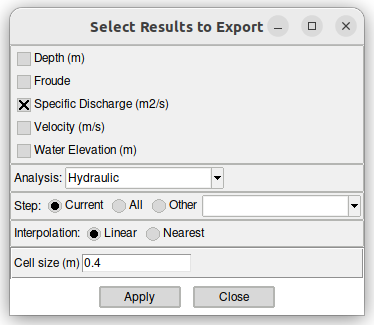 Select Results to Export
Depth (m)
Froude
Specific Discharge (m2/s)
Velocity (m/s)
Water Elevation (m)
Analysis: Hydraulic
Step: Current All Other
Interpolation: Linear Nearest
Cell size (m) 0.4
Apply Close